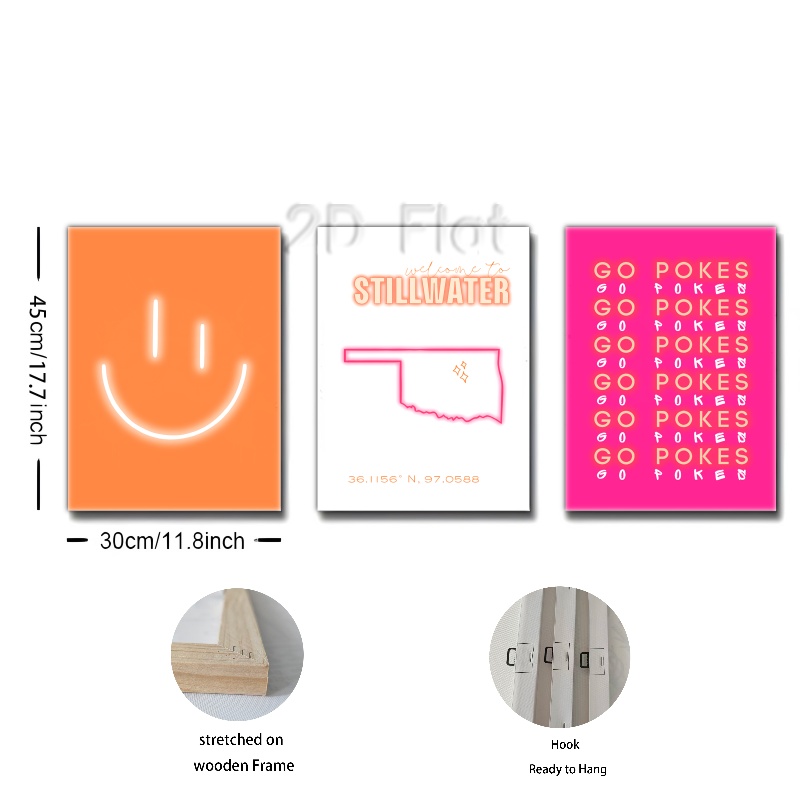 2D Flat
welcome to
STILLWATER
36.1156° N, 97.0588
GO POKES
GO POKES
GO POKES
GO POKES
GO POKES
GO POKES
GO POKES
GO POKES
GO POKES
GO POKES
GO POKES
GO POKES
45cm/17.7inch
30cm/11.8inch
stretched on
wooden Frame
Hook
Ready to Hang